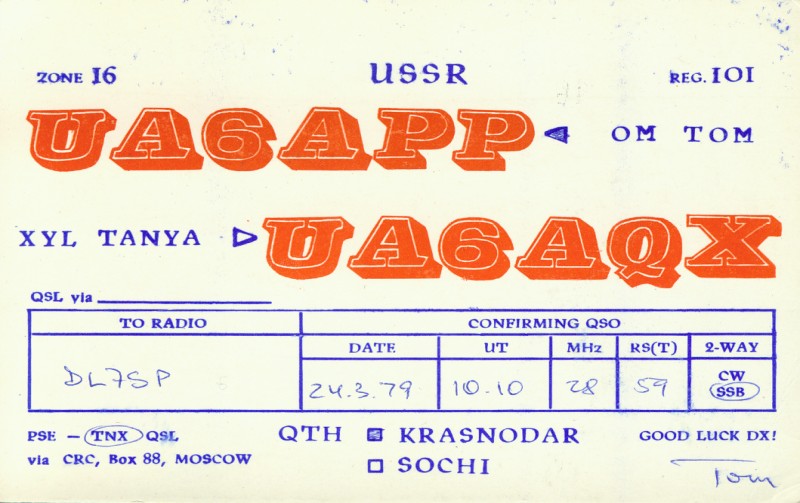 ZONE 16 USSR REG. 101
UA6APP OM TOM
XYL TANYA UA6AQX
QSL via
TO RADIO CONFIRMING QSO
DATE UT MHz RS(T) 2-WAY
DL7SP 24.3.79 10.10 28 59 CW
SSB
PSE – TNX QSL QTH KRASNODAR GOOD LUCK DX!
via CRC, Box 88, MOSCOW SOCHI Tom